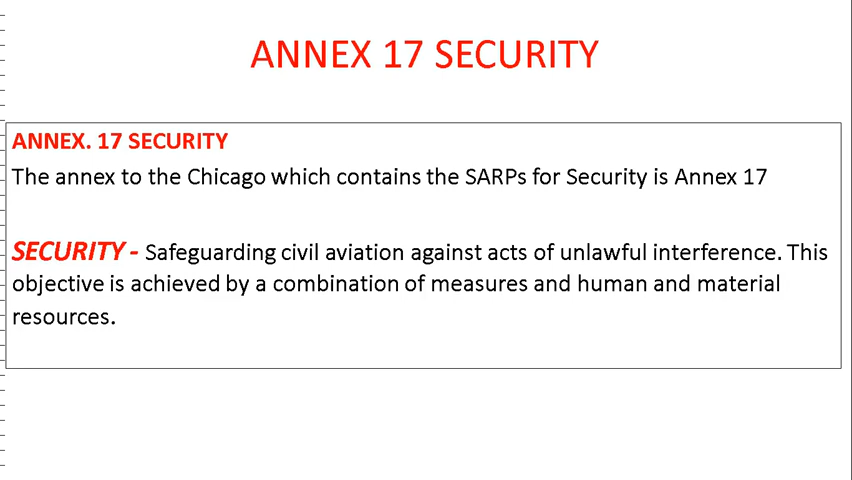 ANNEX 17 SECURITY
ANNEX. 17 SECURITY
The annex to the Chicago which contains the SARPs for Security is Annex 17
SECURITY - Safeguarding civil aviation against acts of unlawful interference. This
objective is achieved by a combination of measures and human and material
resources.